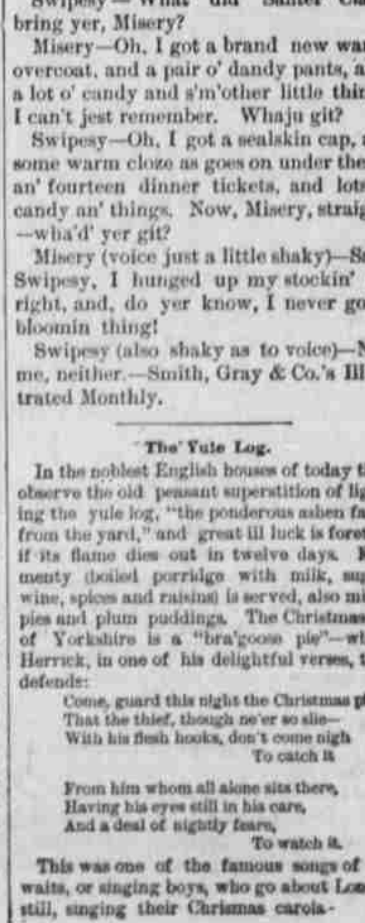 Swipesy—What did Santer Cla
bring yer, Misery?
Misery—Oh, I got a brand new war
overcoat, and a pair o' dandy pants, a
a lot o' candy and s'm'other little thin
I can't jest remember. Whaju git?
Swipesy—Oh, I got a sealskin cap,
some warm cloze as goes on under the
an' fourteen dinner tickets, and lots
candy an' things. Now, Misery, straig
—wha'd' yer git?
Misery (voice just a little shaky)—S
Swipesy, I hunged up my stockin'
right, and, do yer know, I never go
bloomin thing!
Swipesy (also shaky as to voice)—N
me, neither.—Smith, Gray & Co.'s Ill
trated Monthly.
The Yule Log.
In the noblest English houses of today t
observe the old peasant superstition of lig
ing the yule log, "the ponderous ashen fa
from the yard," and great ill luck is foret
if its flame dies out in twelve days.
menty (boiled porridge with milk, sug
wine, spices and raisins) is served, also mi
pies and plum puddings. The Christmas
of Yorkshire is a "bra'goose pie"—wh
Herrick, in one of his delightful verses, t
defends:
Come, guard this night the Christmas p
That the thief, though ne'er so slie—
With his flesh hooks, don't come nigh
To catch it
From him whom all alone sits there,
Having his eyes still in his eare,
And a deal of nightly feare,
To watch it.
This was one of the famous songs of
waits, or singing boys, who go about Lon
still, singing their Chrismas carols-